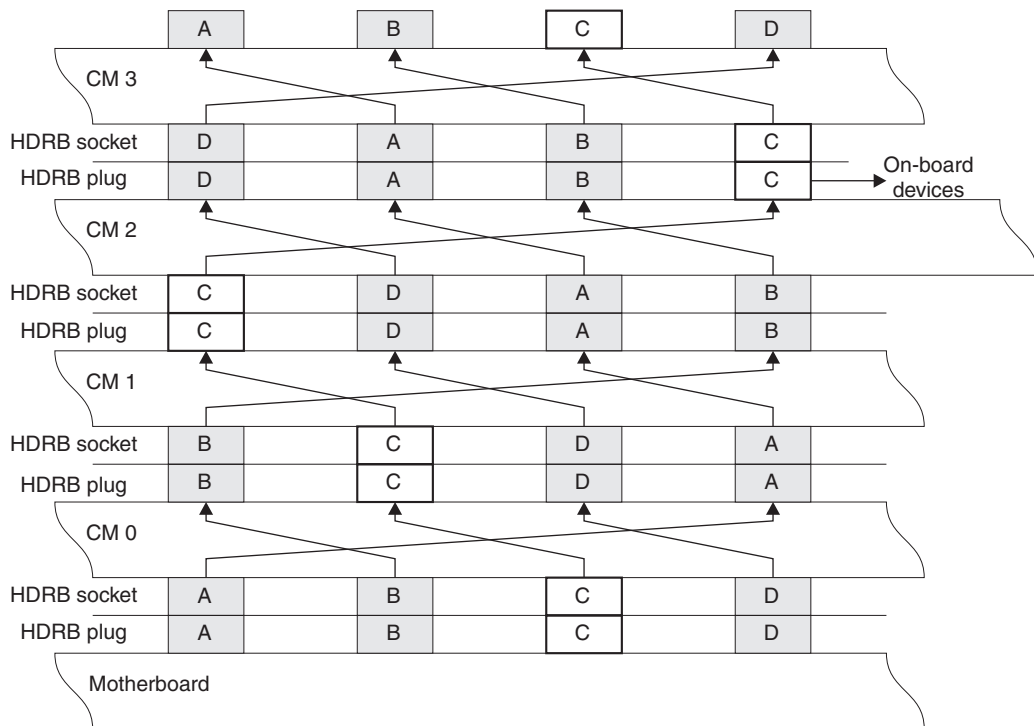 A B C D
CM 3
HDRB socket D A B C
HDRB plug D A B C On-board
devices
CM 2
HDRB socket C D A B
HDRB plug C D A B
CM 1
HDRB socket B C D A
HDRB plug B C D A
CM 0
HDRB socket A B C D
HDRB plug A B C D
Motherboard